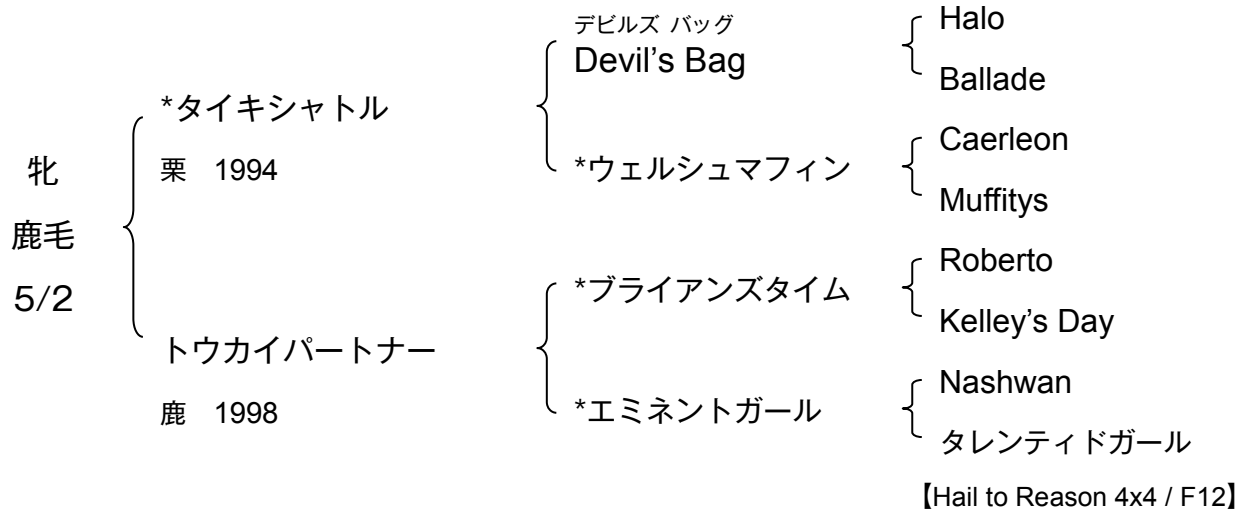 牝
鹿毛
5/2
*タイキシャトル
栗 1994
トウカイパートナー
鹿 1998
デビルズ バッグ
Devil's Bag
*ウェルシュマフィン
*ブライアンズタイム
*エミネントガール
Halo
Ballade
Caerleon
Muffitys
Roberto
Kelley's Day
Nashwan
タレンティドガール
【Hail to Reason 4x4 / F12】